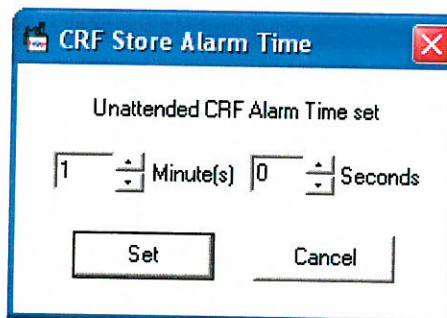 CRF Store Alarm Time
Unattended CRF Alarm Time set
1 Minute(s) 0 Seconds
Set Cancel